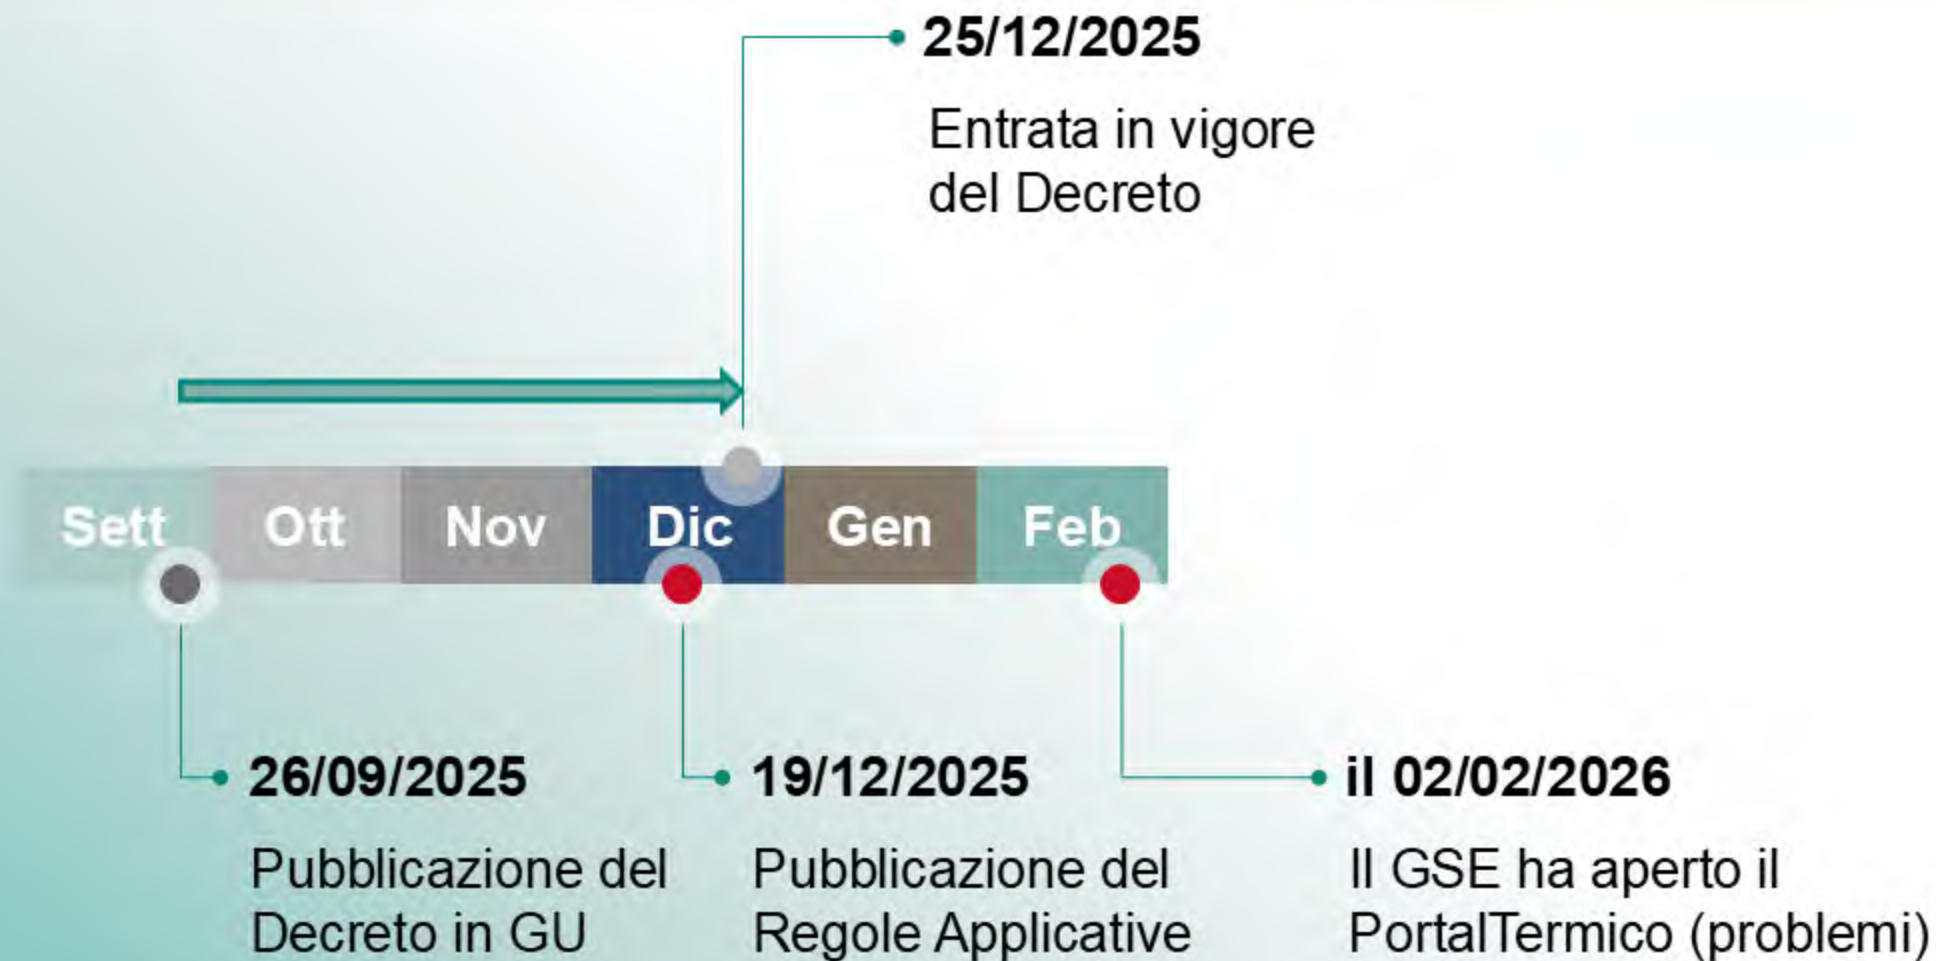 25/12/2025
Entrata in vigore
del Decreto
Sett
Ott
Nov
Dic
Gen
Feb
26/09/2025
Pubblicazione del
Decreto in GU
19/12/2025
Pubblicazione del
Regole Applicative
il 02/02/2026
Il GSE ha aperto il
PortalTermico (problemi)